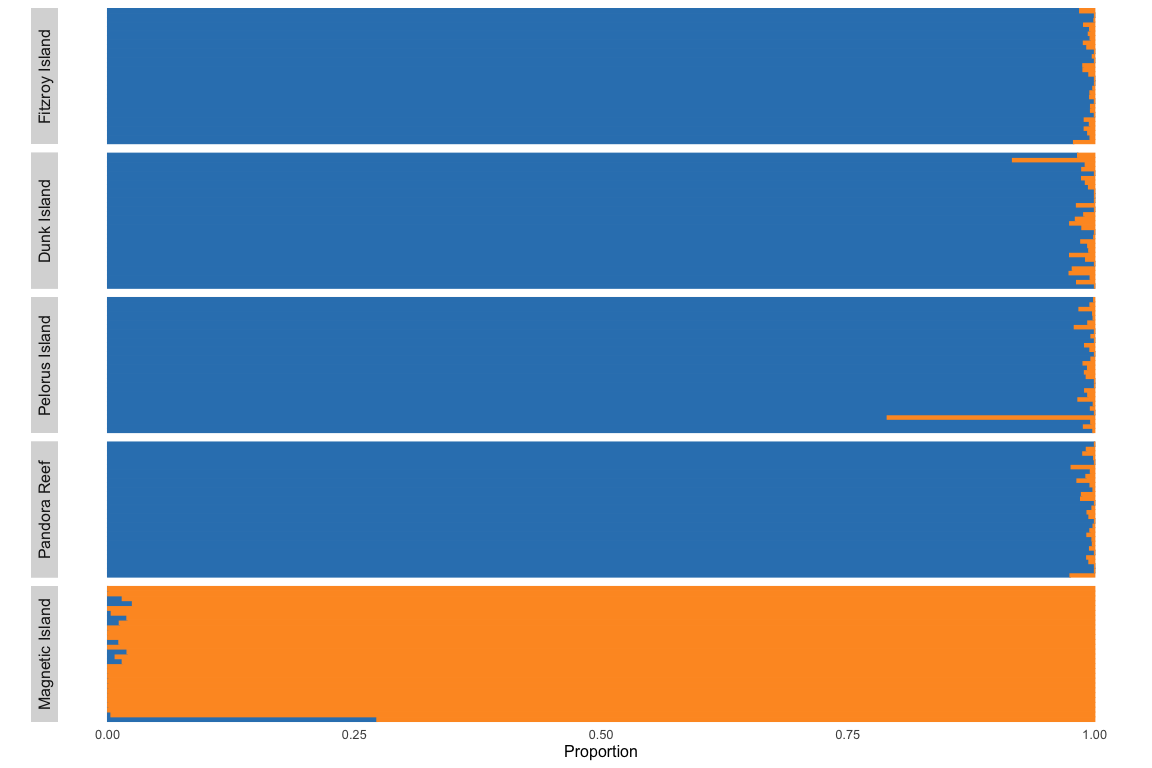 Fitzroy Island
Dunk Island
Pelorus Island
Pandora Reef
Magnetic Island
0.00 0.25 0.50 0.75 1.00
Proportion